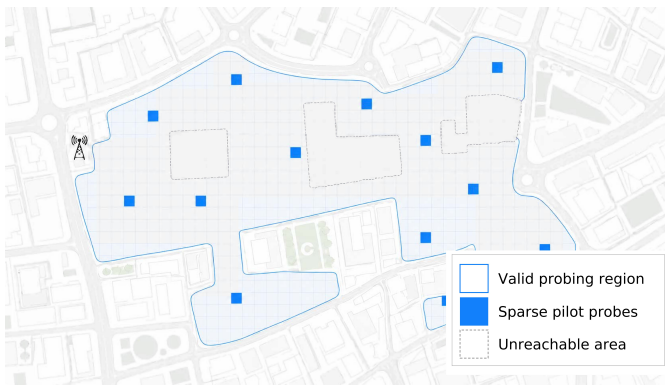 Valid probing region
Sparse pilot probes
Unreachable area